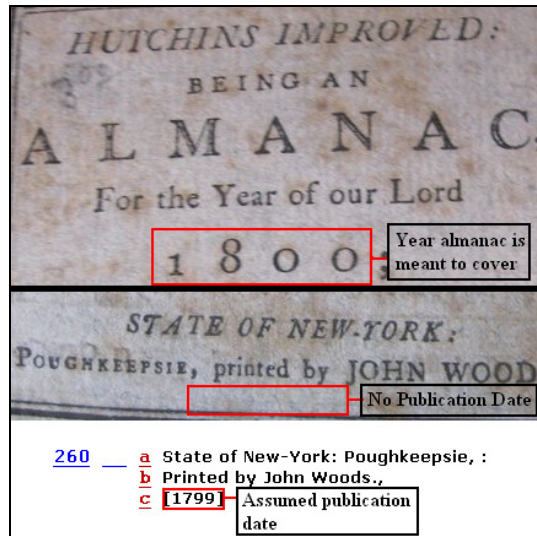 HUTCHINS IMPROVED:
BEING AN
ALMANAC
For the Year of our Lord
1800;
Year almanac is
meant to cover
STATE OF NEW-YORK:
POUGHKEEPSIE, printed by JOHN WOOD
No Publication Date
260 __ a State of New-York: Poughkeepsie, :
b Printed by John Woods.,
c [1799]
Assumed publication
date